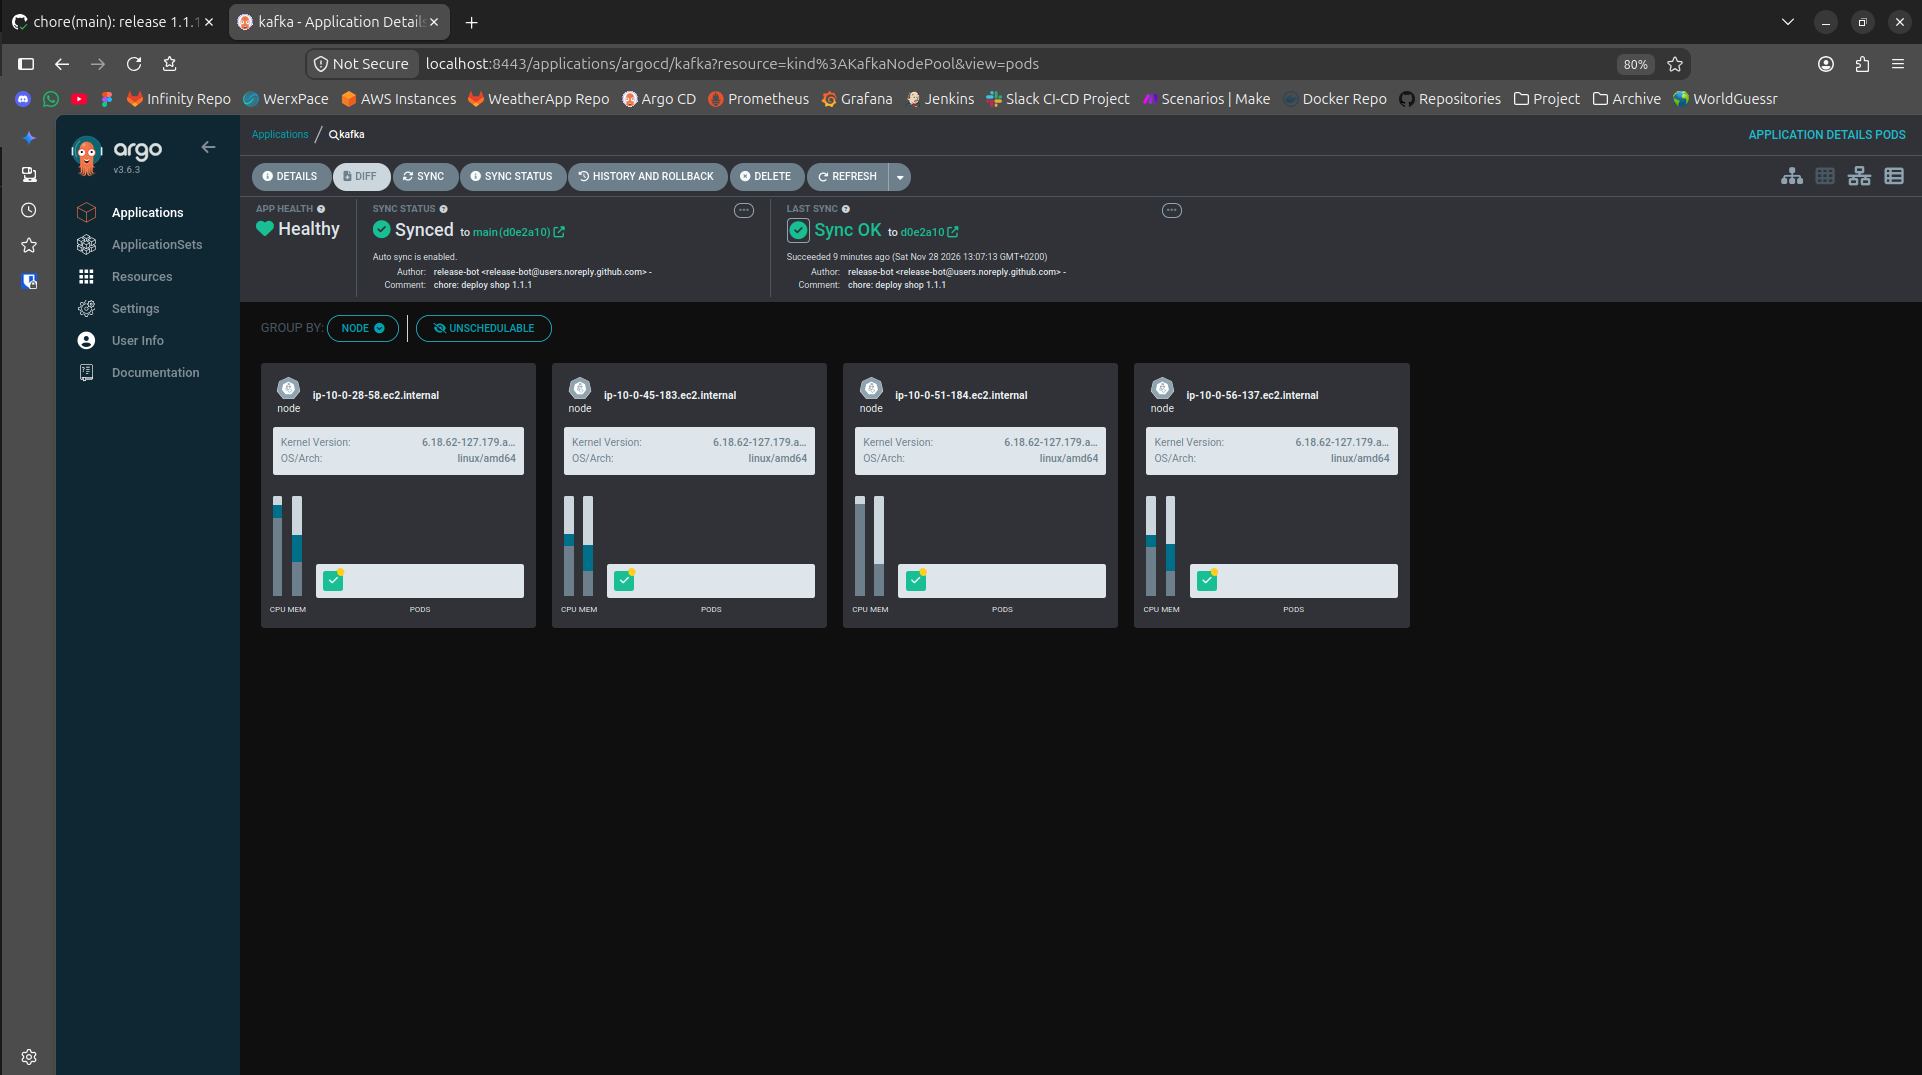 chore(main): release 1.1.1
kafka - Application Details
Not Secure
localhost:8443/applications/argocd/kafka?resource=kind%3AKafkaNodePool&view=pods
80%
Infinity Repo
WerxPace
AWS Instances
WeatherApp Repo
Argo CD
Prometheus
Grafana
Jenkins
Slack CI-CD Project
Scenarios | Make
Docker Repo
Repositories
Project
Archive
WorldGuessr
argo
v3.6.3
Applications
ApplicationSets
Resources
Settings
User Info
Documentation
Applications / kafka
APPLICATION DETAILS PODS
DETAILS
DIFF
SYNC
SYNC STATUS
HISTORY AND ROLLBACK
DELETE
REFRESH
APP HEALTH
Healthy
SYNC STATUS
Synced to main (d0e2a10)
Auto sync is enabled.
Author: release-bot <release-bot@users.noreply.github.com> -
Comment: chore: deploy shop 1.1.1
LAST SYNC
Sync OK to d0e2a10
Succeeded 9 minutes ago (Sat Nov 28 2026 13:07:13 GMT+0200)
Author: release-bot <release-bot@users.noreply.github.com> -
Comment: chore: deploy shop 1.1.1
GROUP BY: NODE
UNSCHEDULABLE
node
ip-10-0-28-58.ec2.internal
Kernel Version: 6.18.62-127.179.a...
OS/Arch: linux/amd64
CPU MEM
PODS
node
ip-10-0-45-183.ec2.internal
Kernel Version: 6.18.62-127.179.a...
OS/Arch: linux/amd64
CPU MEM
PODS
node
ip-10-0-51-184.ec2.internal
Kernel Version: 6.18.62-127.179.a...
OS/Arch: linux/amd64
CPU MEM
PODS
node
ip-10-0-56-137.ec2.internal
Kernel Version: 6.18.62-127.179.a...
OS/Arch: linux/amd64
CPU MEM
PODS